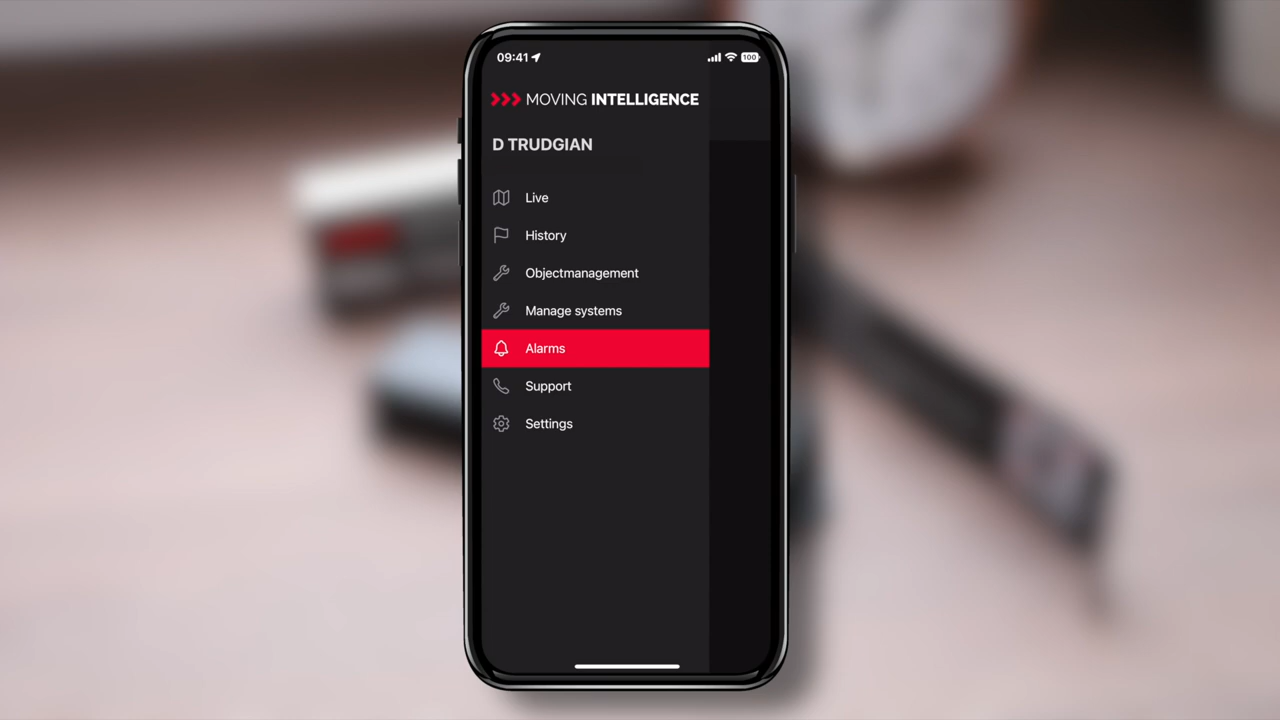 09:41
100
MOVING INTELLIGENCE
D TRUDGIAN
Live
History
Objectmanagement
Manage systems
Alarms
Support
Settings